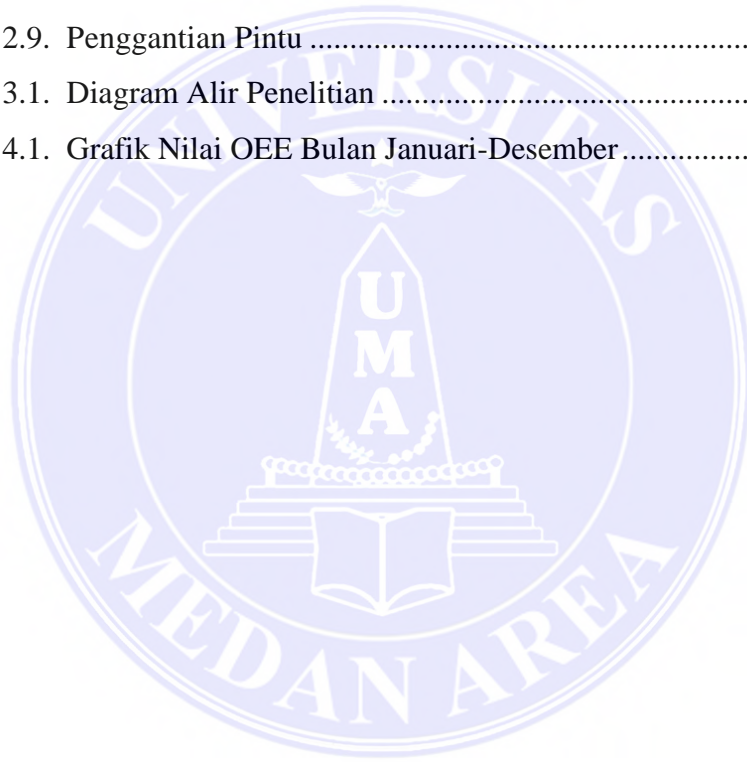 2.9. Penggantian Pintu ..........................................................
3.1. Diagram Alir Penelitian ..................................................
4.1. Grafik Nilai OEE Bulan Januari-Desember ................
UNIVERSITAS
U
M
A
MEDAN AREA